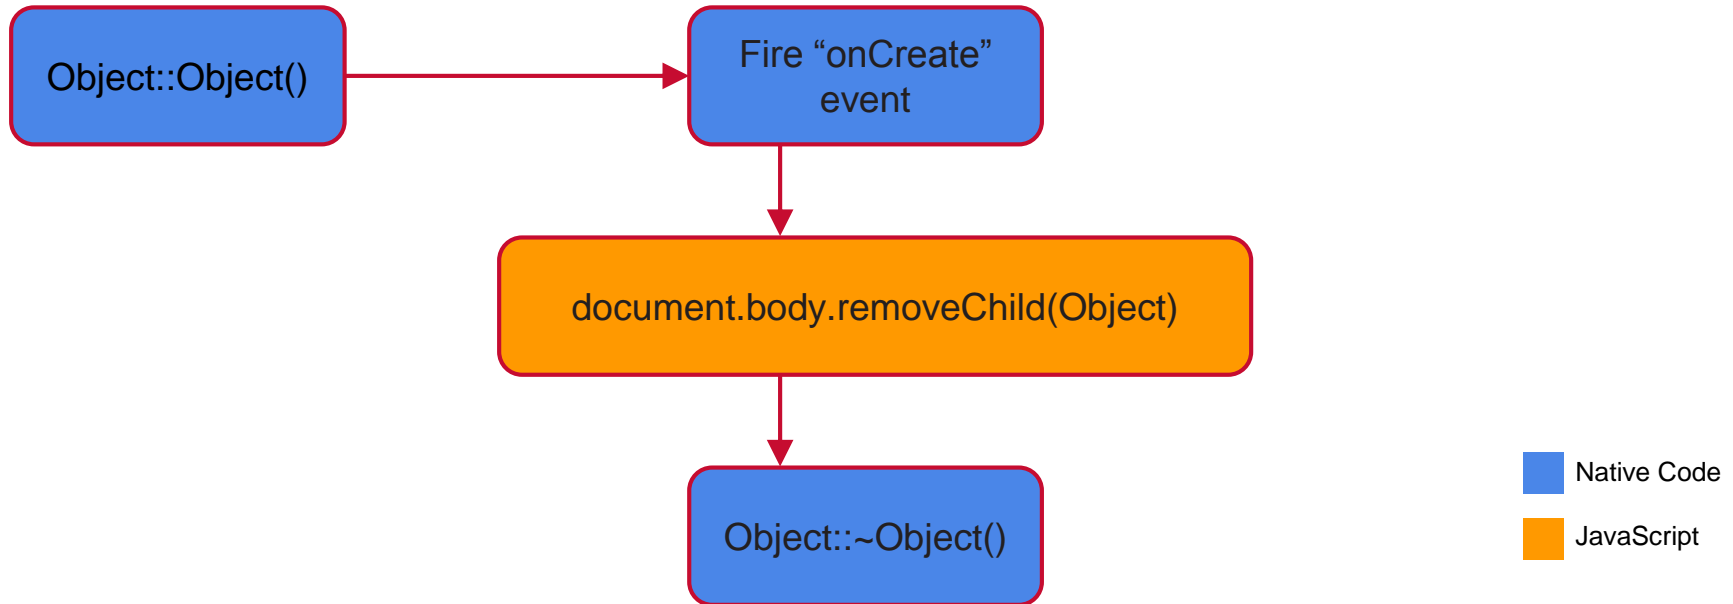 Object::Object()
Fire “onCreate”
event
document.body.removeChild(Object)
Object::~Object()
Native Code
JavaScript